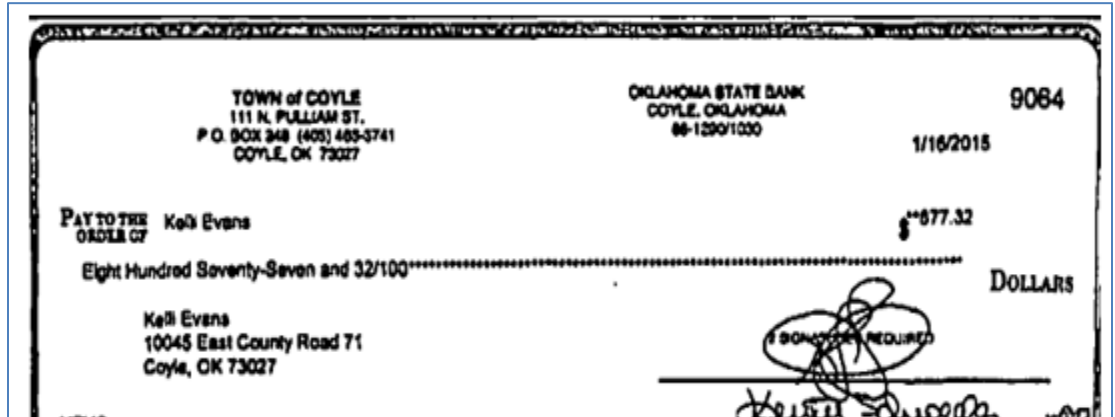 TOWN of COYLE
111 N. PULLIAM ST.
P O. BOX 348 (405) 466-3741
COYLE, OK 73027
OKLAHOMA STATE BANK
COYLE, OKLAHOMA
86-1290/1030
9064
1/16/2015
PAY TO THE ORDER OF Kelli Evans
$**877.32
Eight Hundred Seventy-Seven and 32/100
DOLLARS
Kelli Evans
10045 East County Road 71
Coyle, OK 73027
2 SIGNATURES REQUIRED